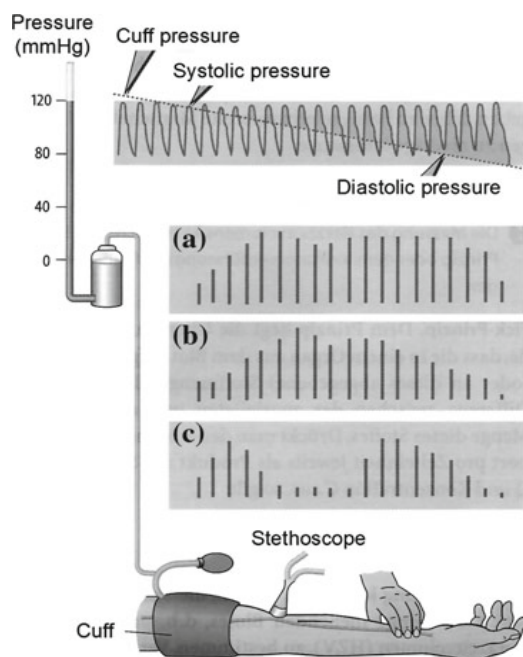 Pressure
(mmHg)
Cuff pressure
Systolic pressure
120
80
40
0
Diastolic pressure
(a)
(b)
(c)
Stethoscope
Cuff